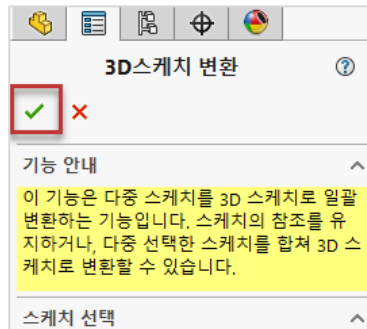 3D스케치 변환
기능 안내
이 기능은 다중 스케치를 3D 스케치로 일괄
변환하는 기능입니다. 스케치의 참조를 유
지하거나, 다중 선택한 스케치를 합쳐 3D 스
케치로 변환할 수 있습니다.
스케치 선택